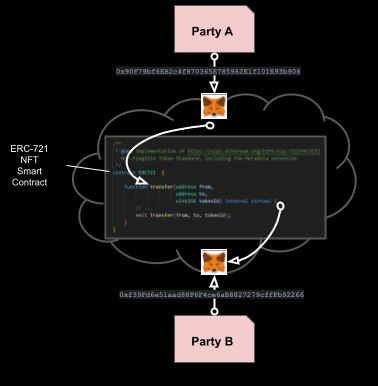 Party A
0x90F79bf6EB2c4f870365E785982E1f101E93b906
ERC-721
NFT
Smart
Contract
/**
* @dev Implementation of https://eips.ethereum.org/EIPS/eip-721[ERC721]
Non-Fungible Token Standard, including the Metadata extension
*/
contract ERC721 {
function transfer(address from,
address to,
uint256 tokenId) internal virtual {
// ...
emit Transfer(from, to, tokenId);
}
}
0xf39Fd6e51aad88F6F4ce6aB8827279cffFb92266
Party B